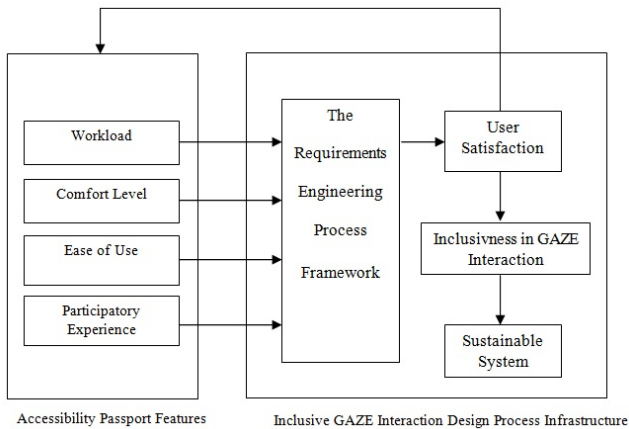 Workload
Comfort Level
Ease of Use
Participatory
Experience
The
Requirements
Engineering
Process
Framework
User
Satisfaction
Inclusivness in GAZE
Interaction
Sustainable
System
Accessibility Passport Features
Inclusive GAZE Interaction Design Process Infrastructure